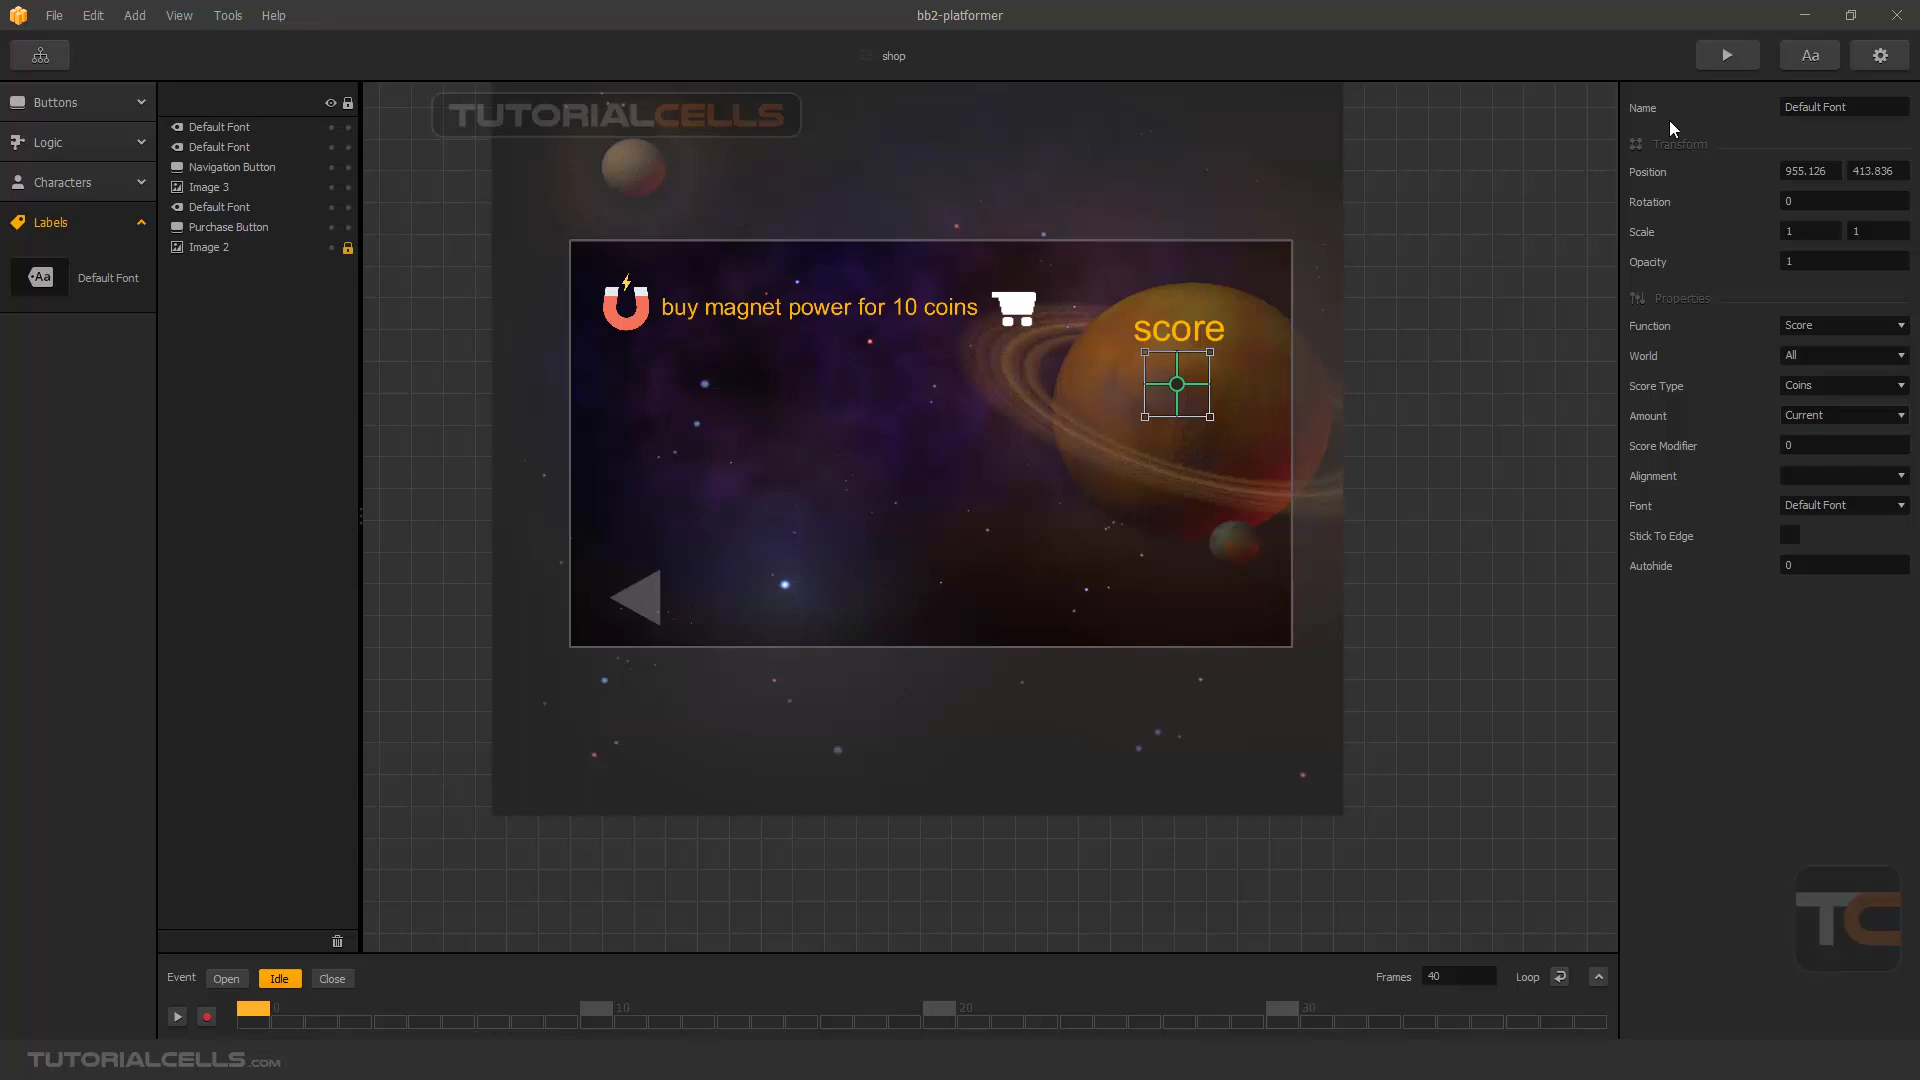 File Edit Add View Tools Help
bb2-platformer
shop
Aa
Buttons
Logic
Characters
Labels
Aa Default Font
Default Font
Default Font
Navigation Button
Image 3
Default Font
Purchase Button
Image 2
TUTORIALCELLS
buy magnet power for 10 coins
score
Name Default Font
Transform
Position 955.126 413.836
Rotation 0
Scale 1 1
Opacity 1
Properties
Function Score
World All
Score Type Coins
Amount Current
Score Modifier 0
Alignment
Font Default Font
Stick To Edge
Autohide 0
TC
Event Open Idle Close
Frames 40 Loop
0 10 20 30
TUTORIALCELLS.COM